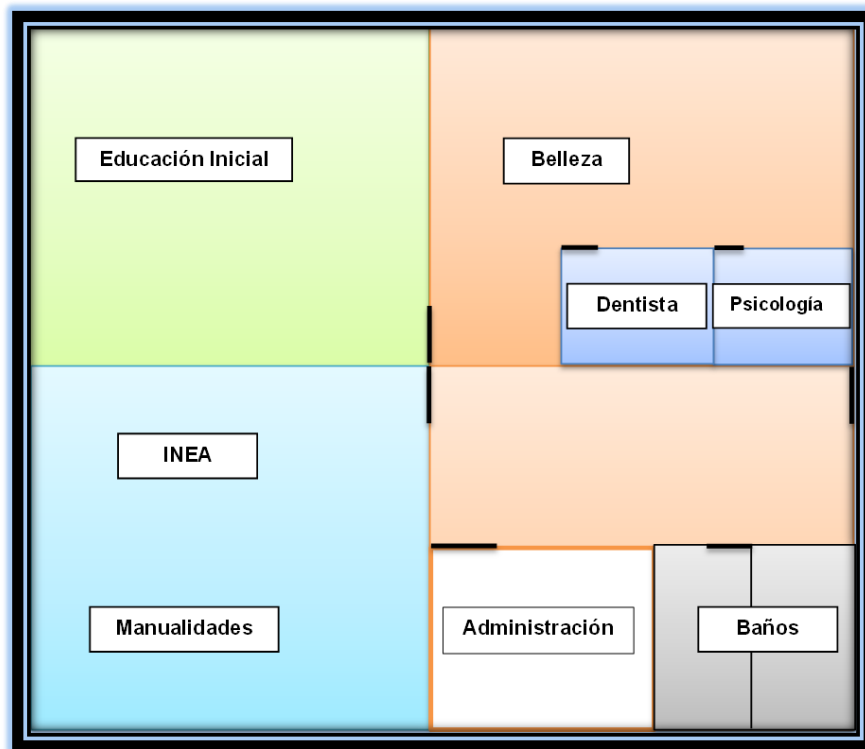 Educación Inicial
Belleza
Dentista
Psicología
INEA
Manualidades
Administración
Baños